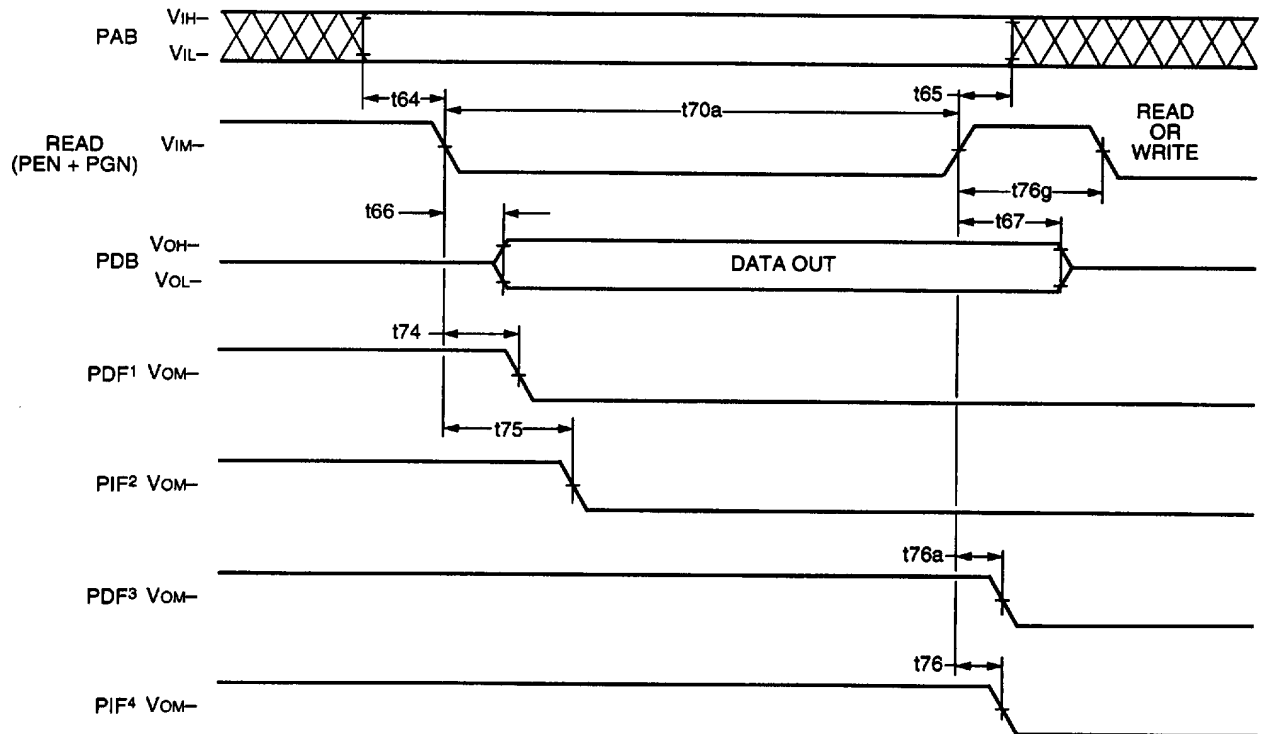 PAB
VIH–
VIL–
t64
t70a
t65
READ
(PEN + PGN)
VIM–
READ
OR
WRITE
t76g
t66
t67
PDB
VOH–
VOL–
DATA OUT
t74
PDF1 VOM–
t75
PIF2 VOM–
t76a
PDF3 VOM–
t76
PIF4 VOM–